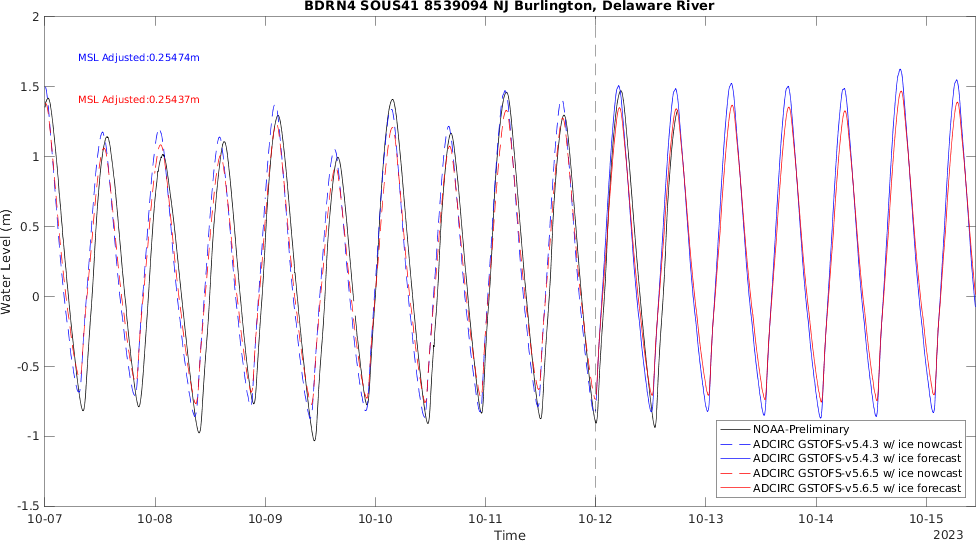 BDRN4 SOUS41 8539094 NJ Burlington, Delaware River
2
1.5
1
0.5
0
-0.5
-1
-1.5
Water Level (m)
MSL Adjusted:0.25474m
MSL Adjusted:0.25437m
NOAA-Preliminary
ADCIRC GSTOFS-v5.4.3 w/ ice nowcast
ADCIRC GSTOFS-v5.4.3 w/ ice forecast
ADCIRC GSTOFS-v5.6.5 w/ ice nowcast
ADCIRC GSTOFS-v5.6.5 w/ ice forecast
10-07 10-08 10-09 10-10 10-11 10-12 10-13 10-14 10-15
Time
2023